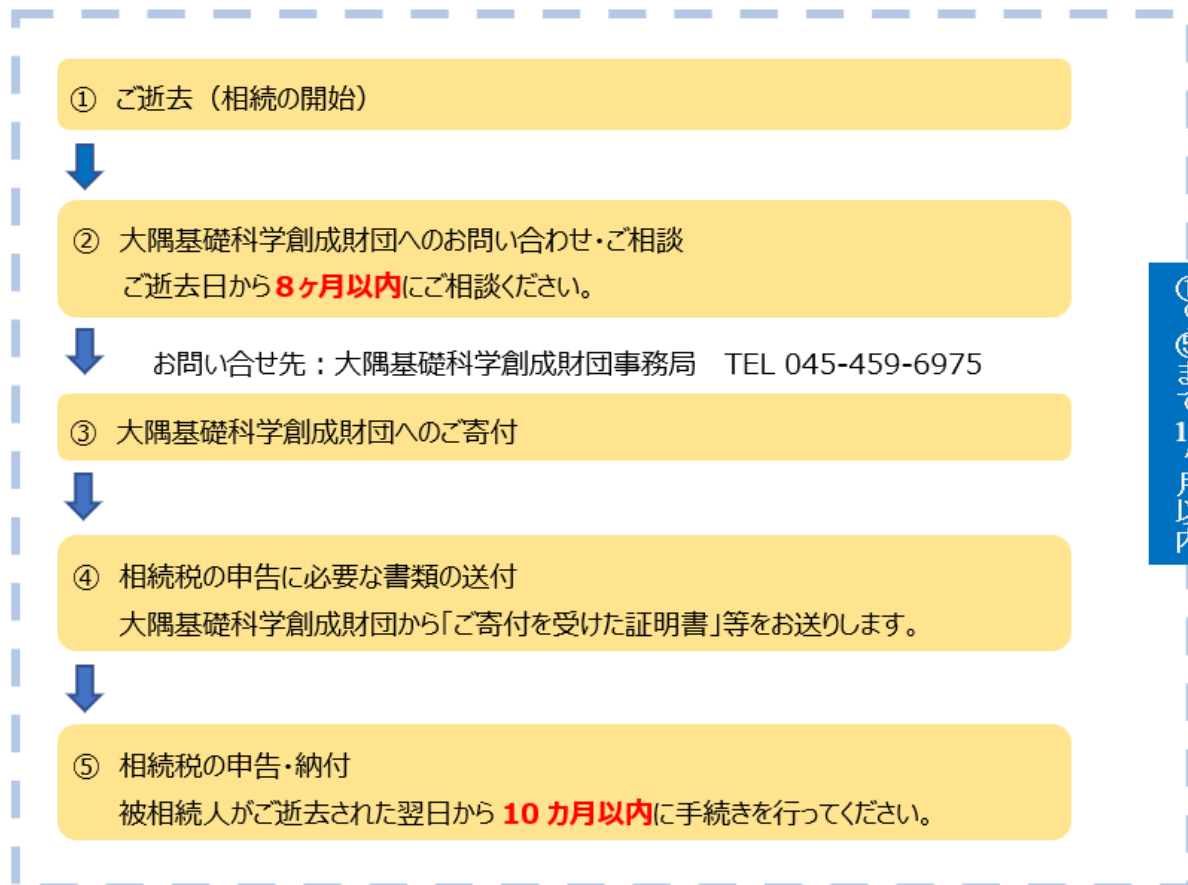 ① ご逝去（相続の開始）
② 大隅基礎科学創成財団へのお問い合わせ・ご相談
ご逝去日から8ヶ月以内にご相談ください。
お問い合せ先：大隅基礎科学創成財団事務局　TEL 045-459-6975
③ 大隅基礎科学創成財団へのご寄付
④ 相続税の申告に必要な書類の送付
大隅基礎科学創成財団から「ご寄付を受けた証明書」等をお送りします。
⑤ 相続税の申告・納付
被相続人がご逝去された翌日から 10 カ月以内に手続きを行ってください。
⑤まで
月以内